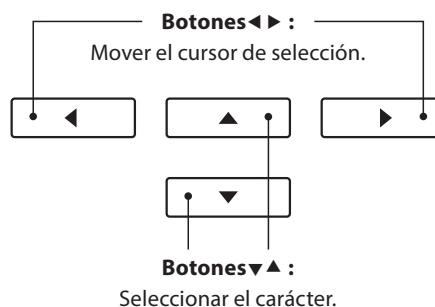 Botones◀ ▶ :
Mover el cursor de selección.
◀ ▲ ▶
▼
Botones▼▲ :
Seleccionar el carácter.